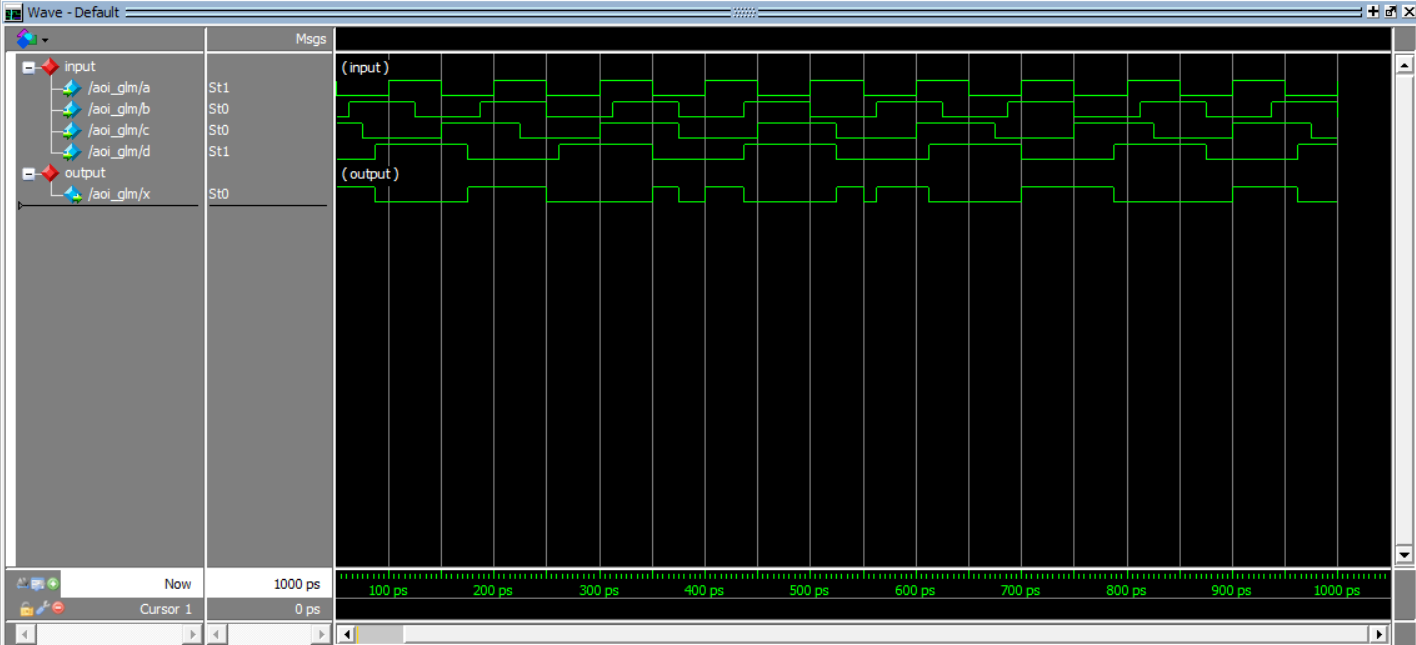 Wave - Default
Msgs
input
(input)
/aoi_glm/a St1
/aoi_glm/b St0
/aoi_glm/c St0
/aoi_glm/d St1
output
(output)
/aoi_glm/x St0
Now 1000 ps
100 ps 200 ps 300 ps 400 ps 500 ps 600 ps 700 ps 800 ps 900 ps 1000 ps
Cursor 1 0 ps